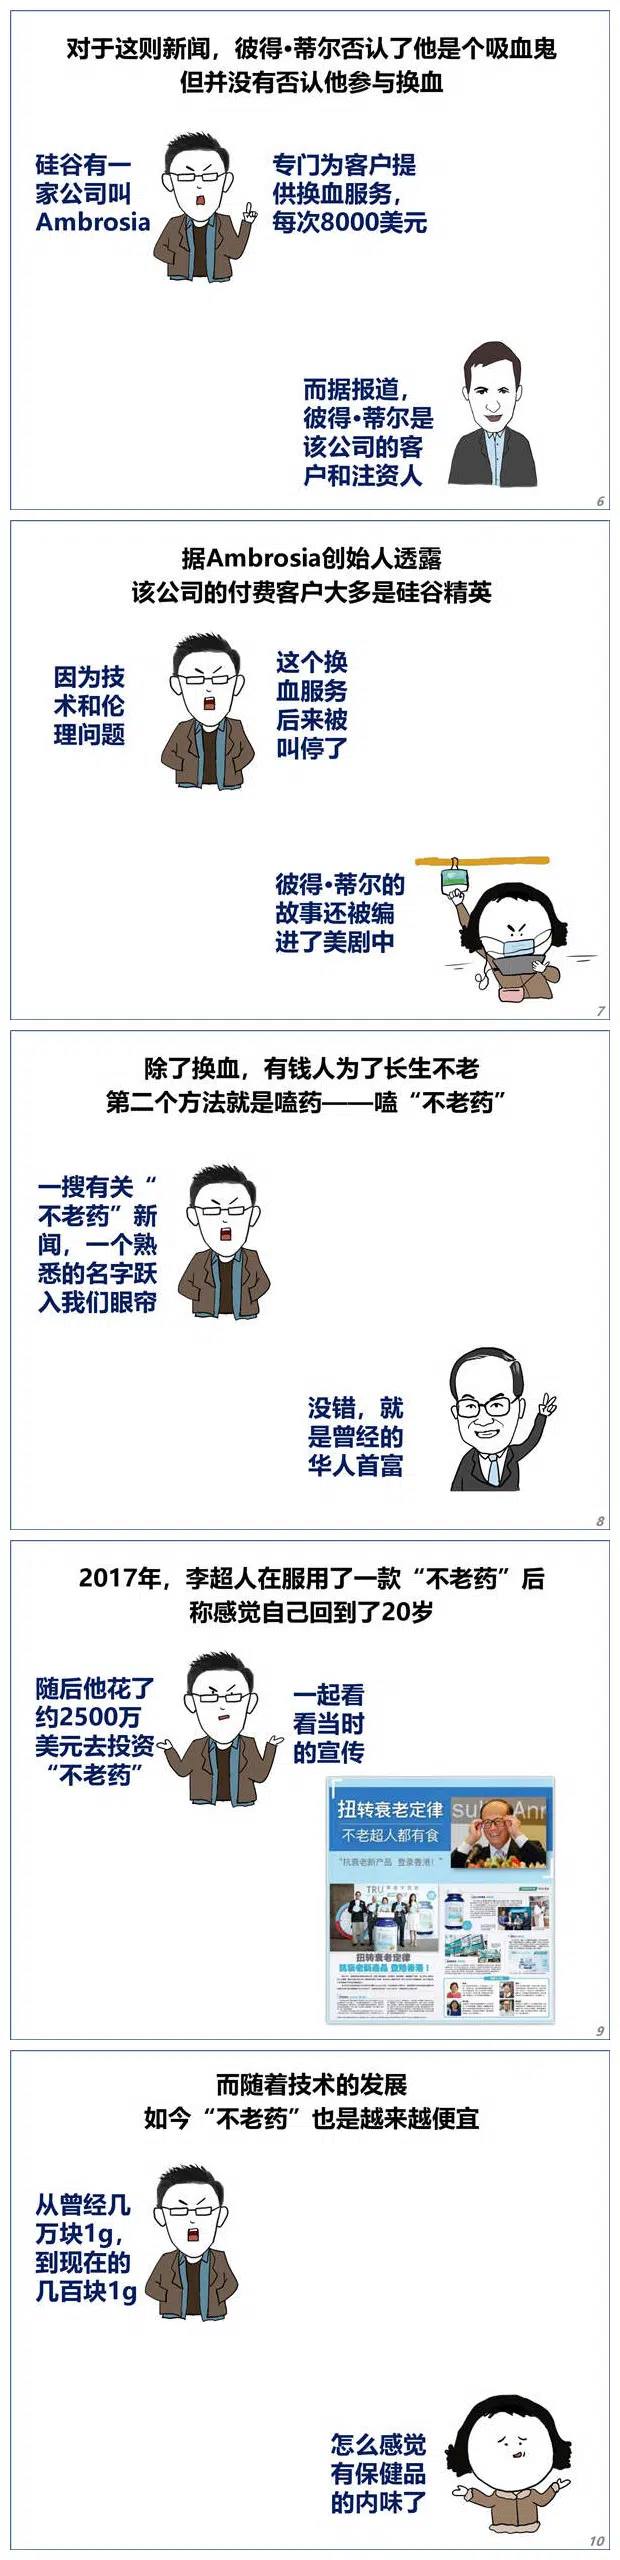 对于这则新闻，彼得·蒂尔否认了他是个吸血鬼
但并没有否认他参与换血
硅谷有一
家公司叫
Ambrosia
专门为客户提
供换血服务，
每次8000美元
而据报道，
彼得·蒂尔是
该公司的客
户和注资人
6
据Ambrosia创始人透露
该公司的付费客户大多是硅谷精英
因为技
术和伦
理问题
这个换
血服务
后来被
叫停了
彼得·蒂尔的
故事还被编
进了美剧中
7
除了换血，有钱人为了长生不老
第二个方法就是嗑药——嗑“不老药”
一搜有关“
不老药”新
闻，一个熟
悉的名字跃
入我们眼帘
没错，就
是曾经的
华人首富
8
2017年，李超人在服用了一款“不老药”后
称感觉自己回到了20岁
随后他花了
约2500万
美元去投资
“不老药”
一起看
看当时
的宣传
扭转衰老定律
不老超人都有食
“抗衰老新产品 登录香港！”
TRU
扭转衰老定律
抗衰老新产品 登陆香港！
9
而随着技术的发展
如今“不老药”也是越来越便宜
从曾经几
万块1g，
到现在的
几百块1g
怎么感觉
有保健品
的内味了
10